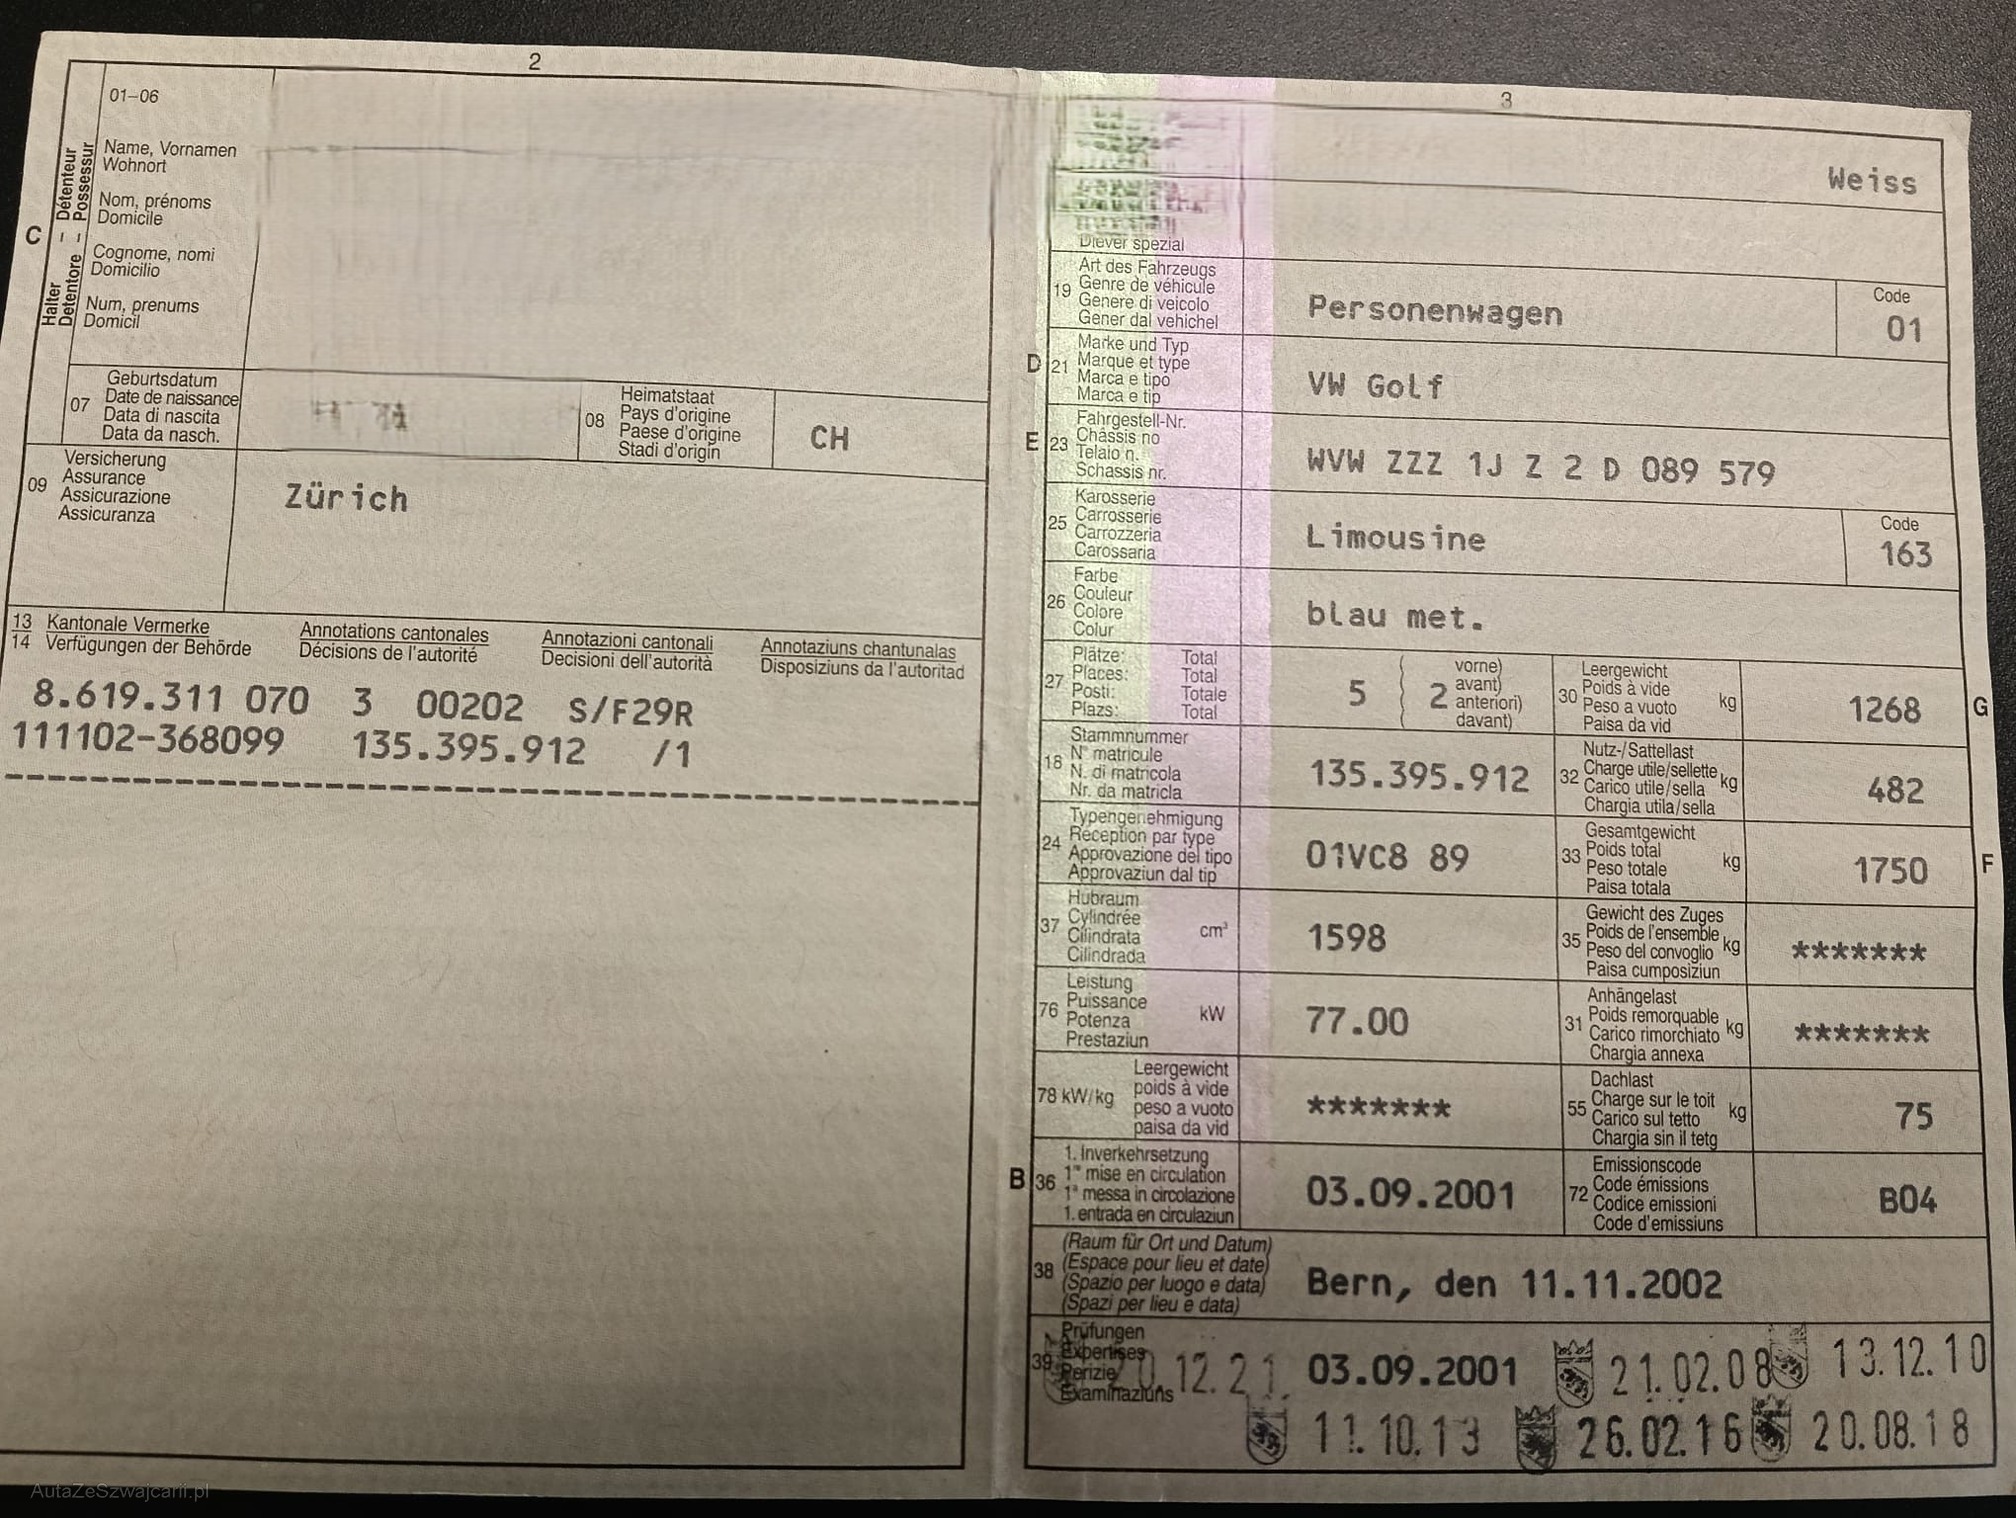 2
01–06
Name, Vornamen
Wohnort
Nom, prénoms
Domicile
Cognome, nomi
Domicilio
Num, prenums
Domicil
C
Halter – Détenteur
Detentore – Possessur
07
Geburtsdatum
Date de naissance
Data di nascita
Data da nasch.
08
Heimatstaat
Pays d'origine
Paese d'origine
Stadi d'origin
CH
09
Versicherung
Assurance
Assicurazione
Assicuranza
Zürich
13 Kantonale Vermerke Annotations cantonales Annotazioni cantonali Annotaziuns chantunalas
14 Verfügungen der Behörde Décisions de l'autorité Decisioni dell'autorità Disposiziuns da l'autoritad
8.619.311 070 3 00202 S/F29R
111102-368099 135.395.912 /1
3
Weiss
Diever spezial
19
Art des Fahrzeugs
Genre de véhicule
Genere di veicolo
Gener dal vehichel
Personenwagen
Code
01
D 21
Marke und Typ
Marque et type
Marca e tipo
Marca e tip
VW Golf
E 23
Fahrgestell-Nr.
Châssis no
Telaio n.
Schassis nr.
WVW ZZZ 1J Z 2 D 089 579
25
Karosserie
Carrosserie
Carrozzeria
Carossaria
Limousine
Code
163
26
Farbe
Couleur
Colore
Colur
blau met.
27
Plätze: Total
Places: Total
Posti: Totale
Plazs: Total
5
2
vorne)
avant)
anteriori)
davant)
30
Leergewicht
Poids à vide
Peso a vuoto
Paisa da vid
kg
1268
G
18
Stammnummer
N° matricule
N. di matricola
Nr. da matricla
135.395.912
32
Nutz-/Sattellast
Charge utile/sellette
Carico utile/sella
Chargia utila/sella
kg
482
24
Typengenehmigung
Réception par type
Approvazione del tipo
Approvaziun dal tip
01VC8 89
33
Gesamtgewicht
Poids total
Peso totale
Paisa totala
kg
1750
F
37
Hubraum
Cylindrée
Cilindrata
Cilindrada
cm³
1598
35
Gewicht des Zuges
Poids de l'ensemble
Peso del convoglio
Paisa cumposiziun
kg
*******
76
Leistung
Puissance
Potenza
Prestaziun
kW
77.00
31
Anhängelast
Poids remorquable
Carico rimorchiato
Chargia annexa
kg
*******
78 kW/kg
Leergewicht
poids à vide
peso a vuoto
paisa da vid
*******
55
Dachlast
Charge sur le toit
Carico sul tetto
Chargia sin il tetg
kg
75
B 36
1. Inverkehrsetzung
1re mise en circulation
1a messa in circolazione
1. entrada en circulaziun
03.09.2001
72
Emissionscode
Code émissions
Codice emissioni
Code d'emissiuns
B04
38
(Raum für Ort und Datum)
(Espace pour lieu et date)
(Spazio per luogo e data)
(Spazi per lieu e data)
Bern, den 11.11.2002
39
Prüfungen
Expertises
Perizie
Examinaziuns
20.12.21. 03.09.2001 21.02.08 13.12.10
11.10.13 26.02.16 20.08.18
AutaZeSzwajcarii.pl